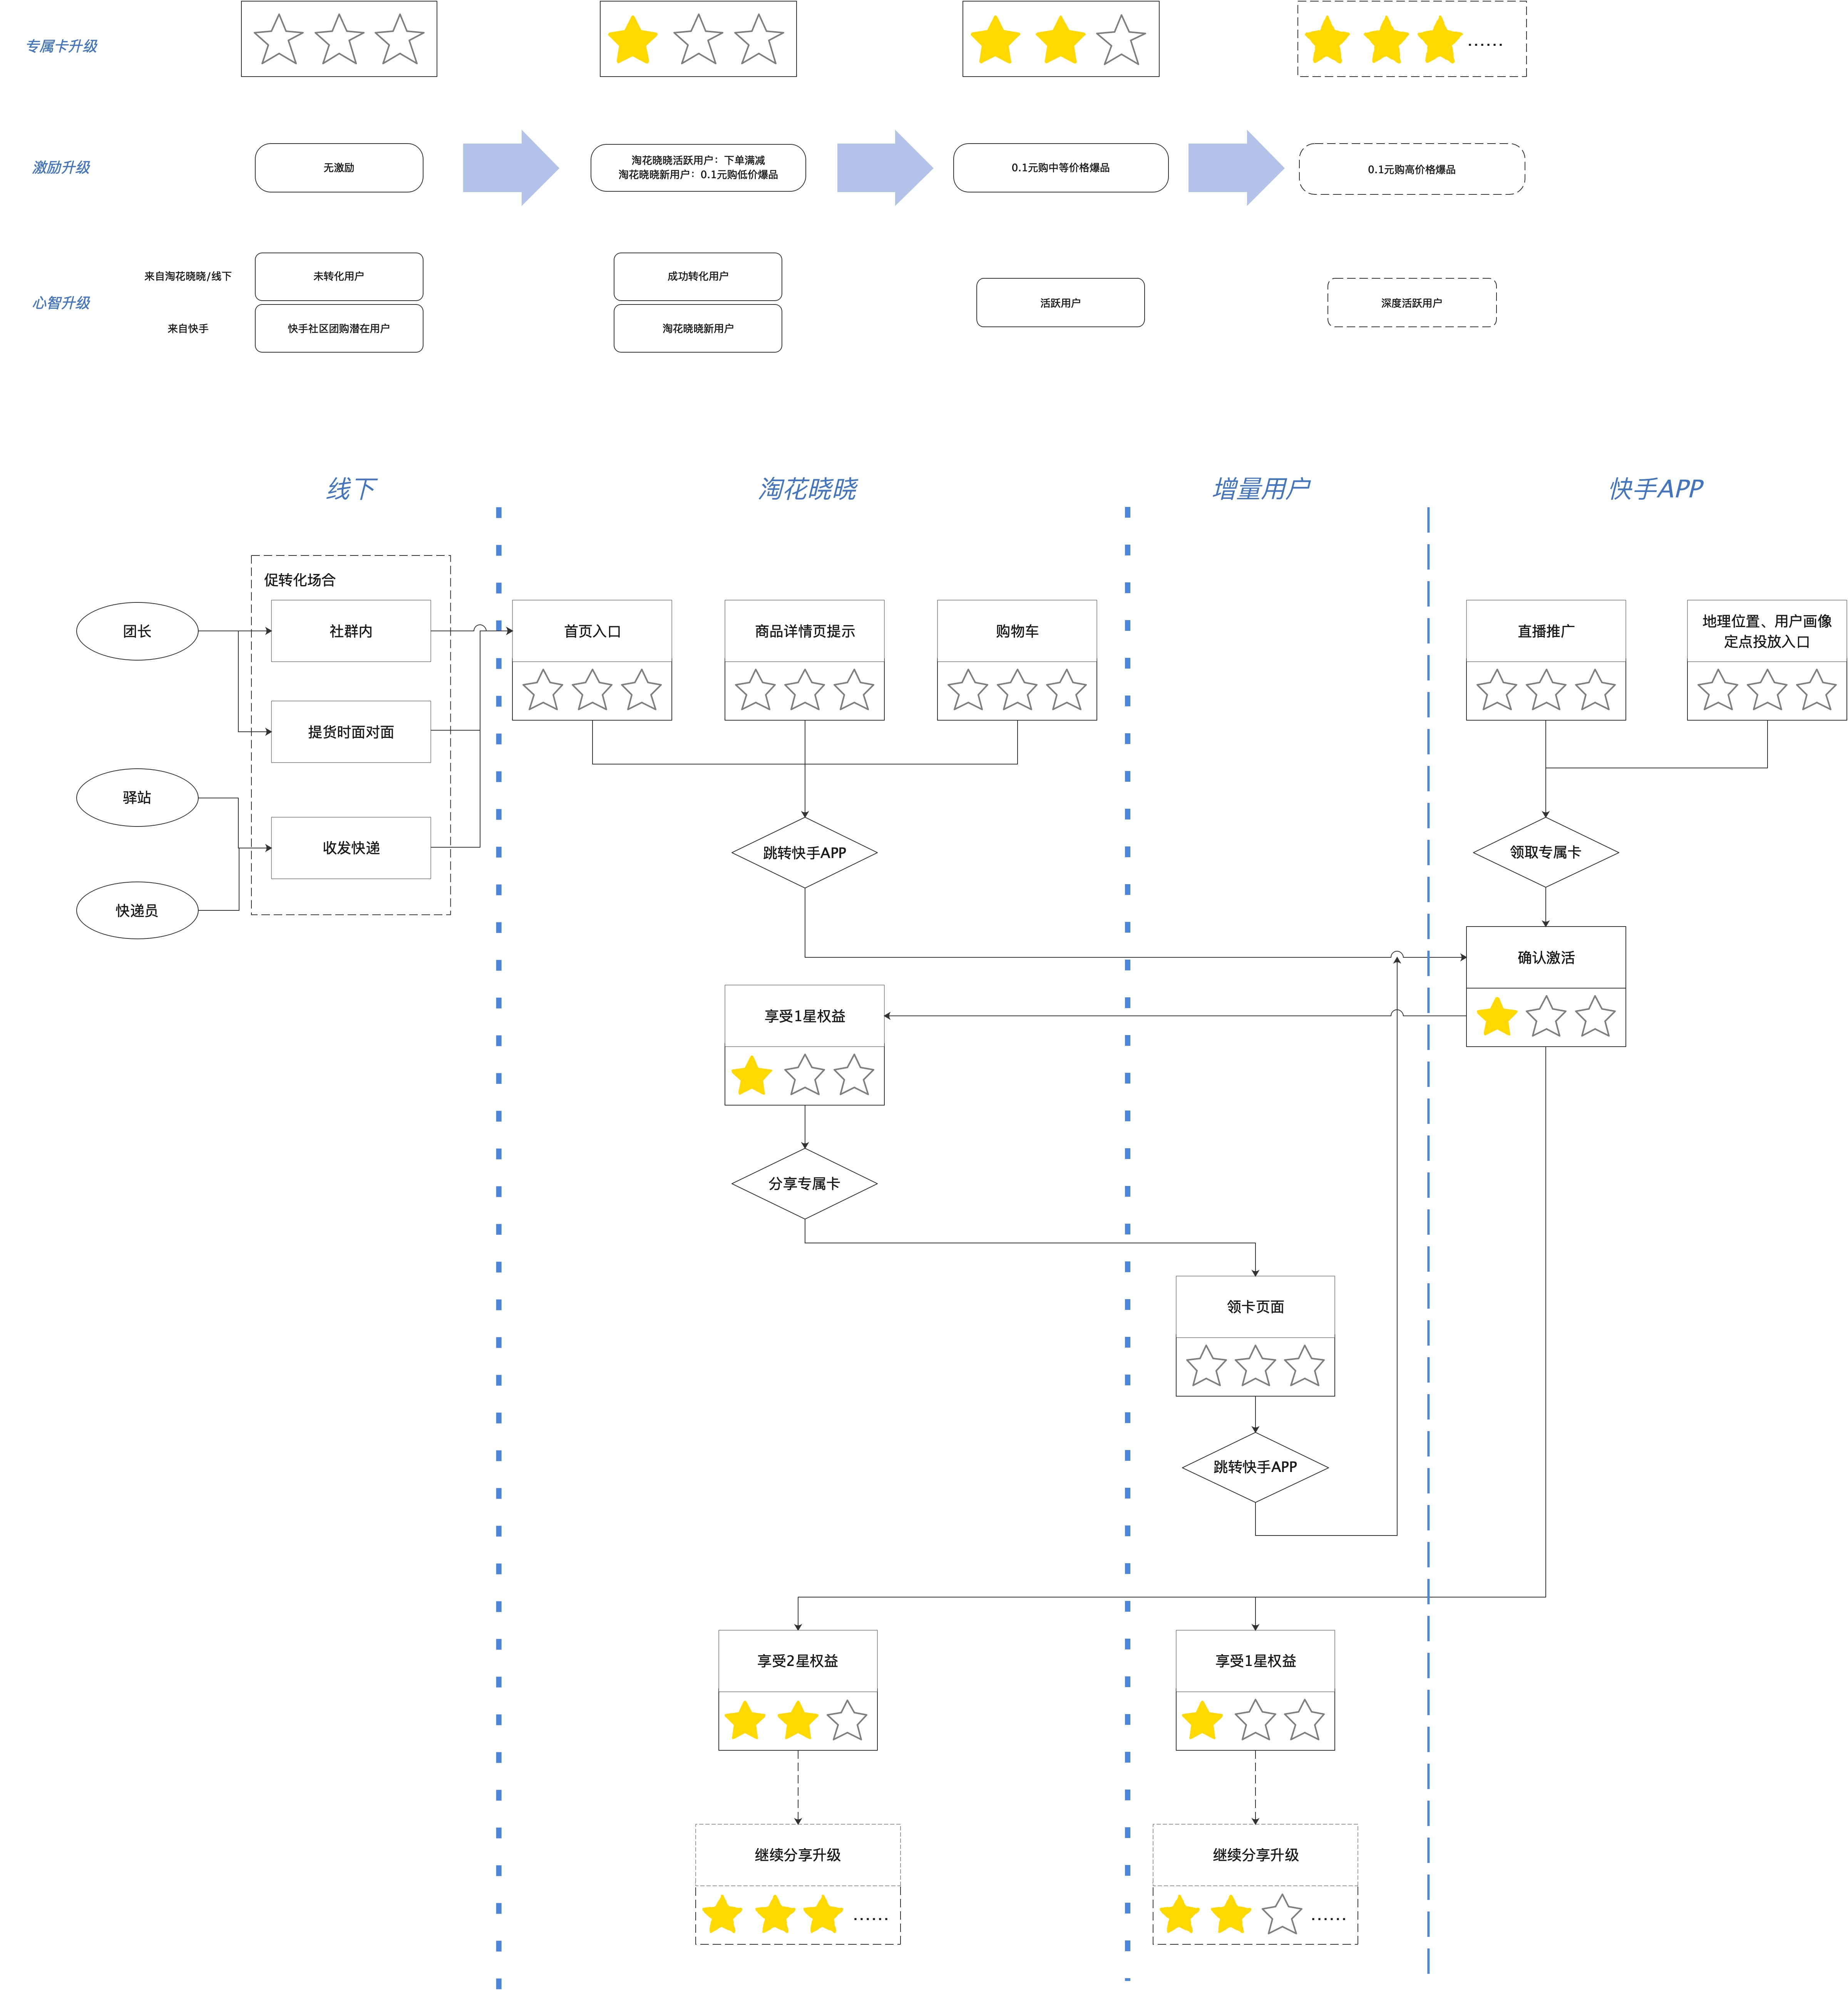 专属卡升级
……
激励升级
无激励
淘花晓晓活跃用户：下单满减
淘花晓晓新用户：0.1元购低价爆品
0.1元购中等价格爆品
0.1元购高价格爆品
心智升级
来自淘花晓晓/线下
未转化用户
成功转化用户
活跃用户
深度活跃用户
来自快手
快手社区团购潜在用户
淘花晓晓新用户
线下
淘花晓晓
增量用户
快手APP
促转化场合
团长
社群内
首页入口
商品详情页提示
购物车
直播推广
地理位置、用户画像
定点投放入口
提货时面对面
驿站
收发快递
跳转快手APP
领取专属卡
快递员
确认激活
享受1星权益
分享专属卡
领卡页面
跳转快手APP
享受2星权益
享受1星权益
继续分享升级
继续分享升级
……
……